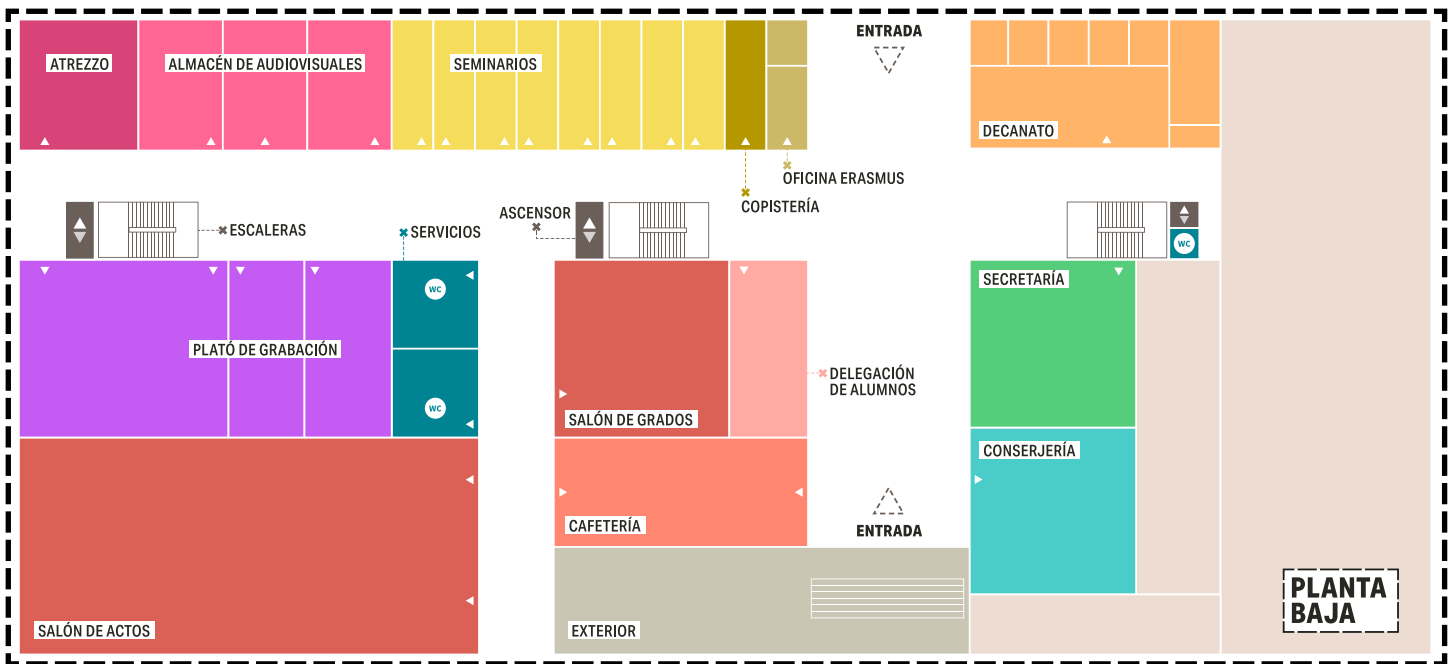 ENTRADA
ATREZZO
ALMACÉN DE AUDIOVISUALES
SEMINARIOS
DECANATO
OFICINA ERASMUS
COPISTERÍA
ASCENSOR
ESCALERAS
SERVICIOS
WC
WC
SECRETARÍA
PLATÓ DE GRABACIÓN
DELEGACIÓN
DE ALUMNOS
WC
SALÓN DE GRADOS
CONSERJERÍA
CAFETERÍA
ENTRADA
PLANTA
BAJA
SALÓN DE ACTOS
EXTERIOR